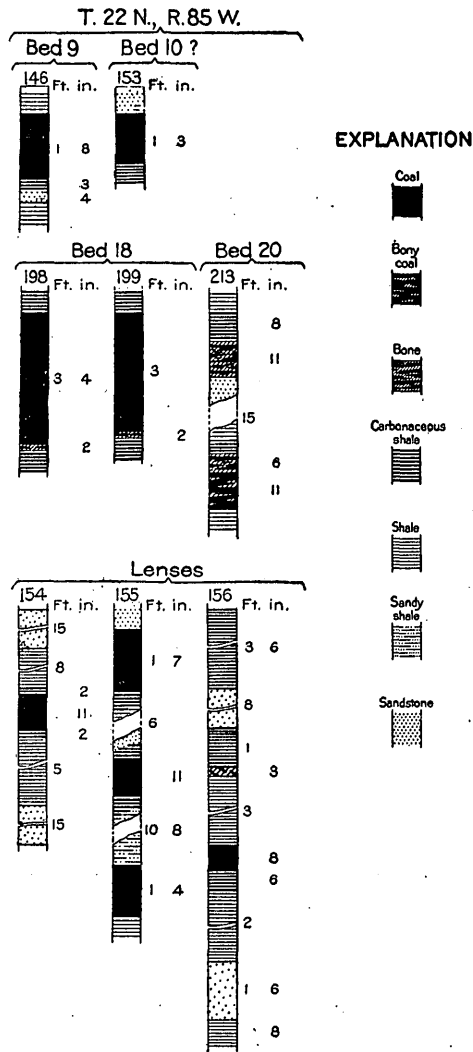 T. 22 N., R. 85 W.
Bed 9 Bed 10 ?
146 Ft. in. 153 Ft. in.
1 8 1 3
3
4
EXPLANATION
Coal
Bony
coal
Bone
Carbonacepus
shale
Shale
Sandy
shale
Sandstone
Bed 18 Bed 20
198 Ft. in. 199 Ft. in. 213
3 4
2
3
2
8
11
15
6
11
Lenses
154
Ft. in.
15
8
2
11
2
5
15
155
Ft. in.
1 7
6
11
10 8
1 4
156
Ft. in.
3 6
8
1
3
3
8
6
2
1 6
8